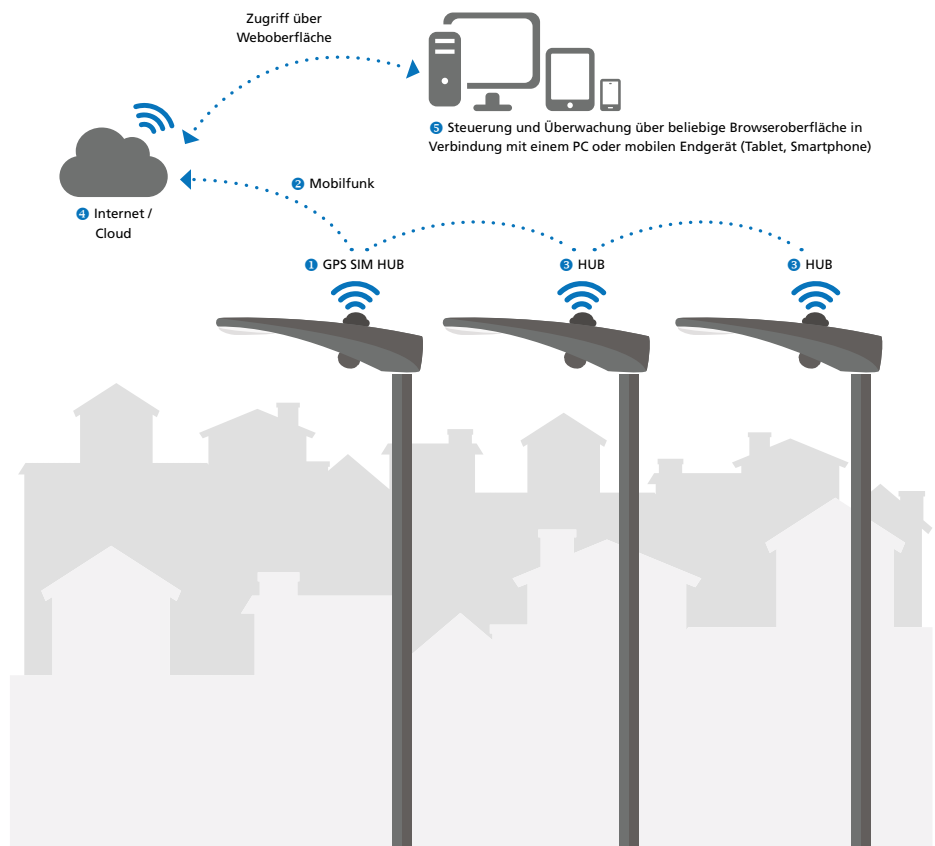 Zugriff über
Weboberfläche
❺ Steuerung und Überwachung über beliebige Browseroberfläche in
Verbindung mit einem PC oder mobilen Endgerät (Tablet, Smartphone)
❷ Mobilfunk
❹ Internet /
Cloud
❶ GPS SIM HUB
❸ HUB
❸ HUB